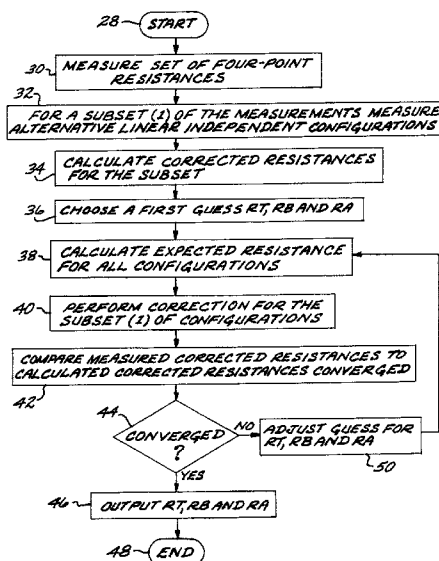 28
START
30
MEASURE SET OF FOUR-POINT
RESISTANCES
32
FOR A SUBSET (1) OF THE MEASUREMENTS MEASURE
ALTERNATIVE LINEAR INDEPENDENT CONFIGURATIONS
34
CALCULATE CORRECTED RESISTANCES
FOR THE SUBSET
36
CHOOSE A FIRST GUESS RT, RB AND RA
38
CALCULATE EXPECTED RESISTANCE
FOR ALL CONFIGURATIONS
40
PERFORM CORRECTION FOR THE
SUBSET (1) OF CONFIGURATIONS
COMPARE MEASURED CORRECTED RESISTANCES TO
CALCULATED CORRECTED RESISTANCES CONVERGED
42
44
CONVERGED
?
NO
ADJUST GUESS FOR
RT, RB AND RA
50
YES
46
OUTPUT RT, RB AND RA
48
END